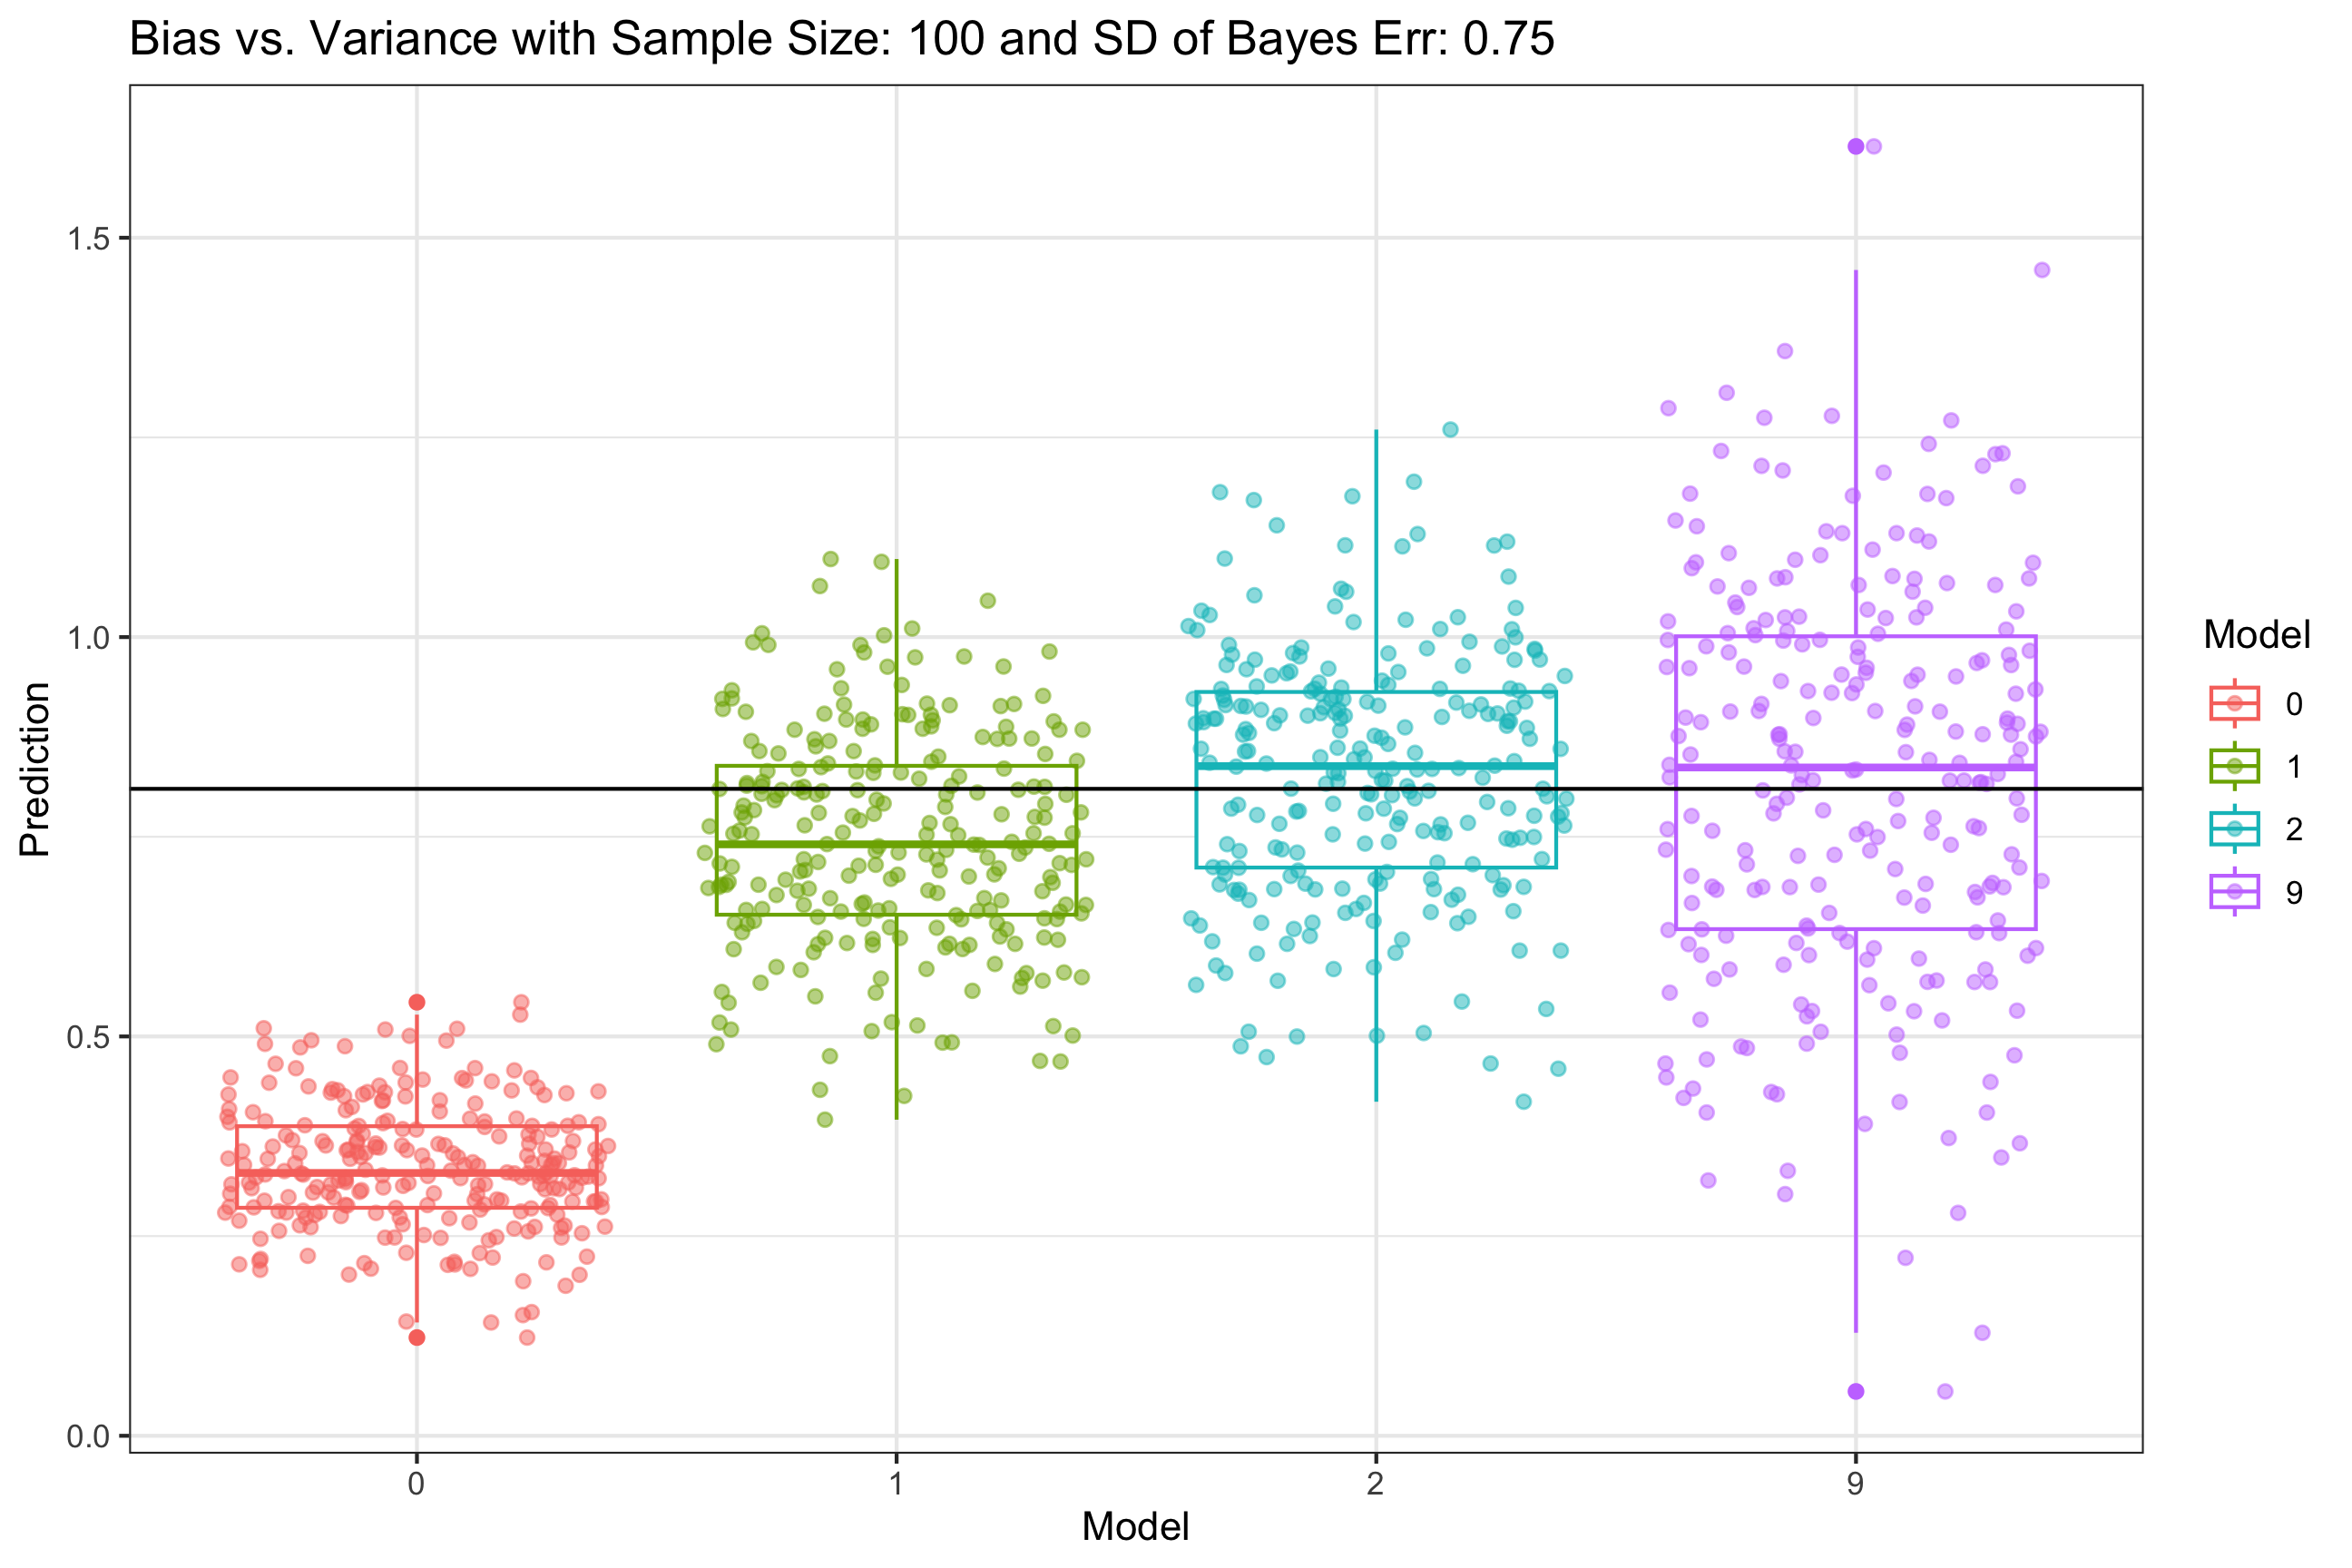 Bias vs. Variance with Sample Size: 100 and SD of Bayes Err: 0.75
Prediction
1.5
1.0
0.5
0.0
0 1 2 9
Model
Model
0
1
2
9